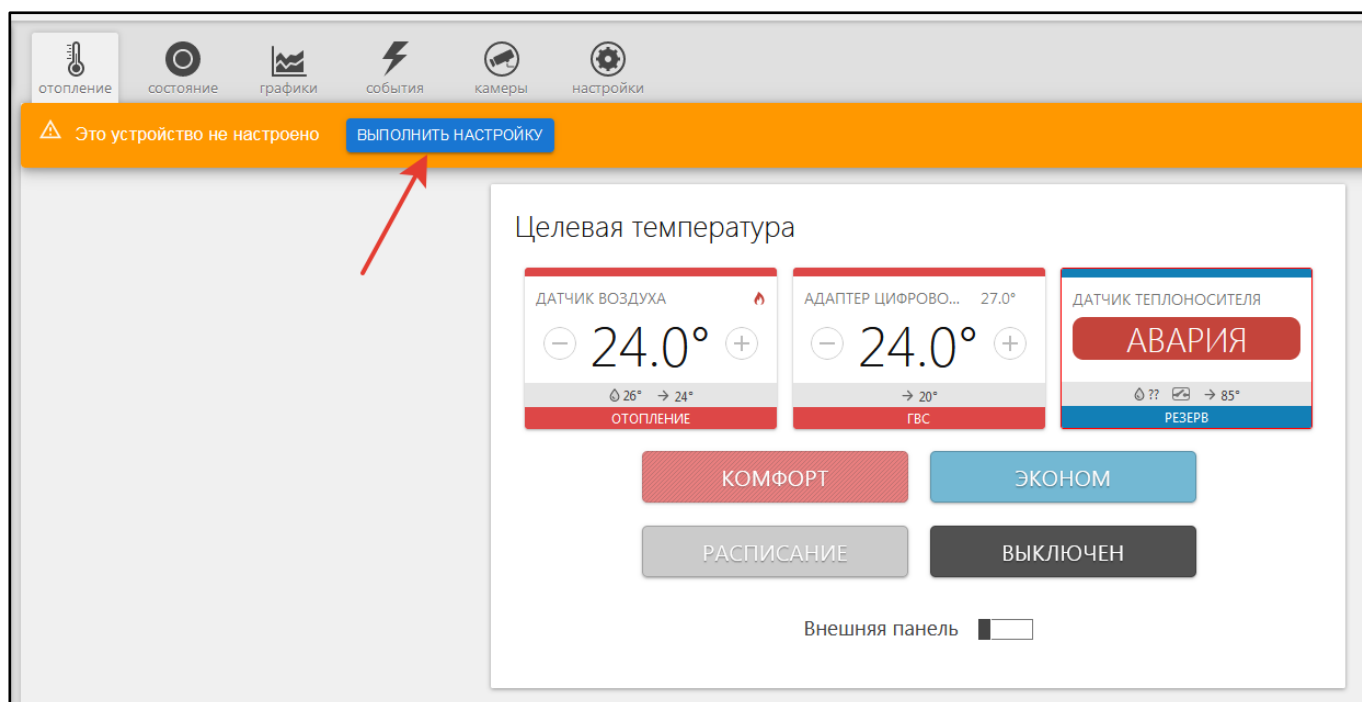 отопление состояние графики события камеры настройки
Это устройство не настроено ВЫПОЛНИТЬ НАСТРОЙКУ
Целевая температура
ДАТЧИК ВОЗДУХА АДАПТЕР ЦИФРОВО... 27.0° ДАТЧИК ТЕПЛОНОСИТЕЛЯ
− 24.0° + − 24.0° + АВАРИЯ
26° → 24° → 20° ?? → 85°
ОТОПЛЕНИЕ ГВС РЕЗЕРВ
КОМФОРТ ЭКОНОМ
РАСПИСАНИЕ ВЫКЛЮЧЕН
Внешняя панель